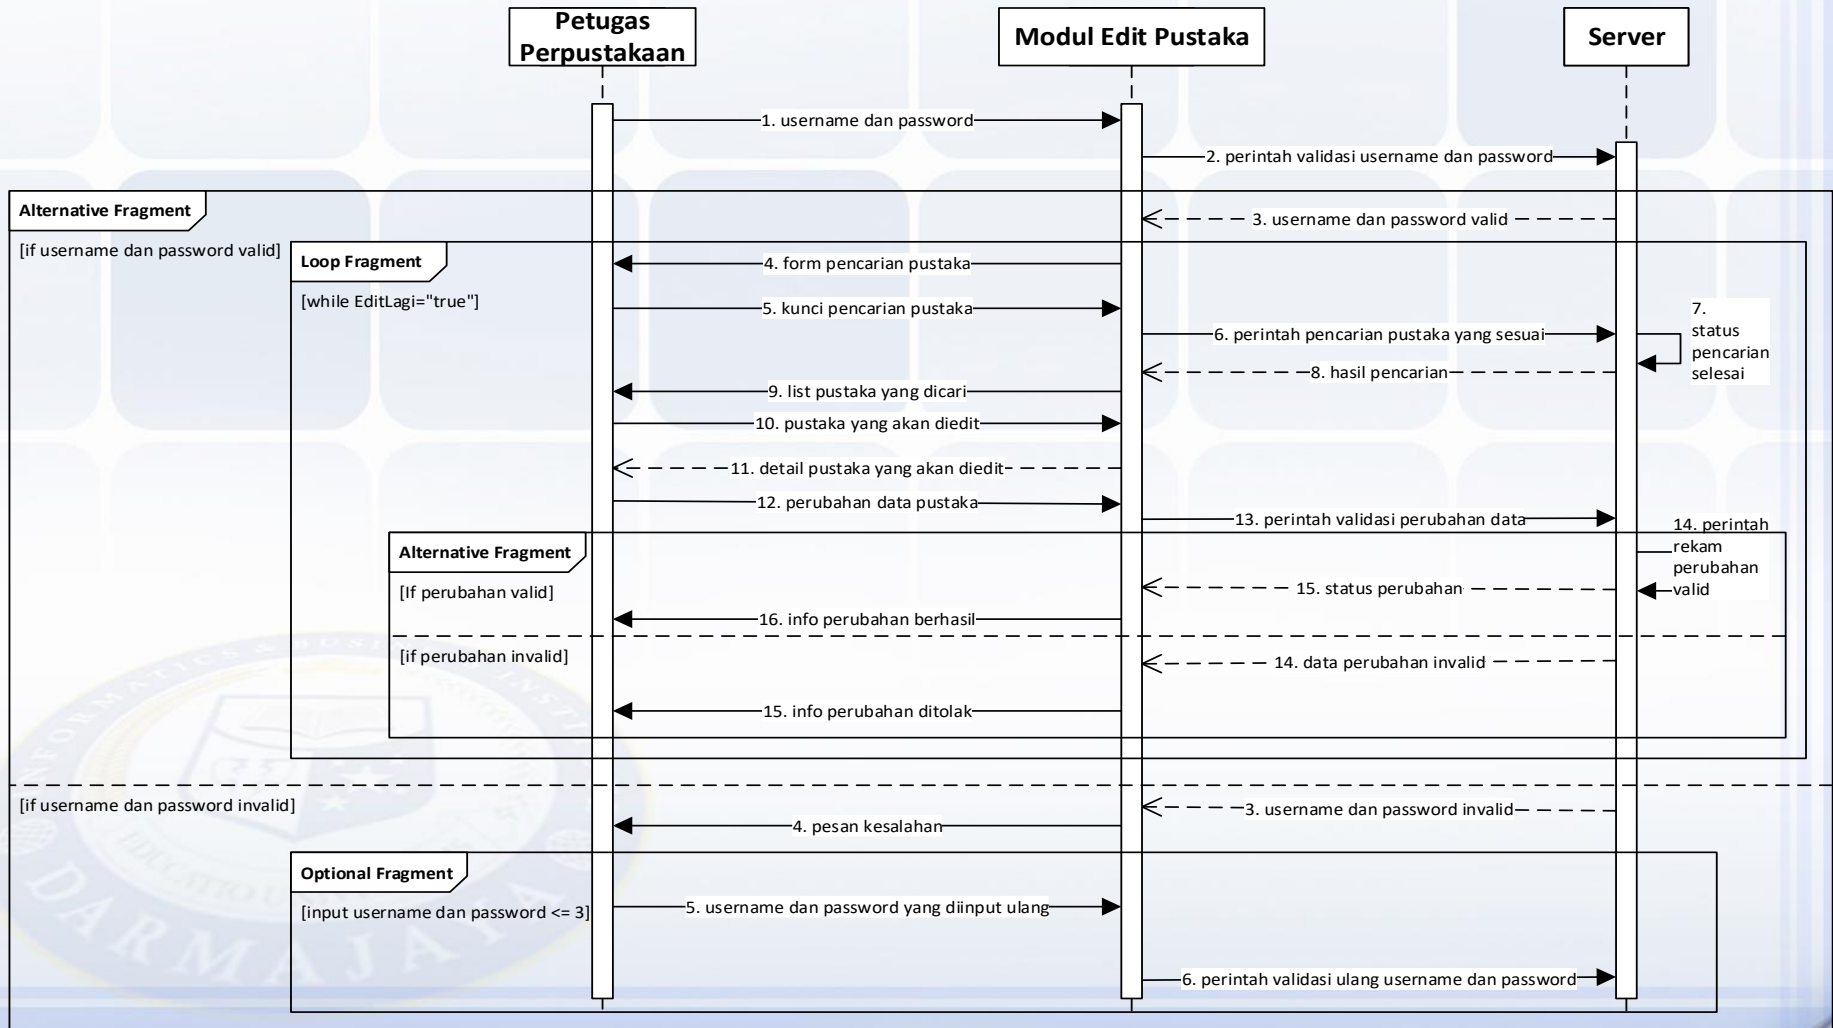 Petugas
Perpustakaan
Modul Edit Pustaka
Server
1. username dan password
2. perintah validasi username dan password
Alternative Fragment
3. username dan password valid
[if username dan password valid]
Loop Fragment
4. form pencarian pustaka
[while EditLagi="true"]
5. kunci pencarian pustaka
6. perintah pencarian pustaka yang sesuai
7.
status
pencarian
selesai
8. hasil pencarian
9. list pustaka yang dicari
10. pustaka yang akan diedit
11. detail pustaka yang akan diedit
12. perubahan data pustaka
13. perintah validasi perubahan data
14. perintah
rekam
perubahan
valid
Alternative Fragment
[If perubahan valid]
15. status perubahan
16. info perubahan berhasil
[if perubahan invalid]
14. data perubahan invalid
15. info perubahan ditolak
[if username dan password invalid]
3. username dan password invalid
4. pesan kesalahan
Optional Fragment
[input username dan password <= 3]
5. username dan password yang diinput ulang
6. perintah validasi ulang username dan password
DARMAJAYA